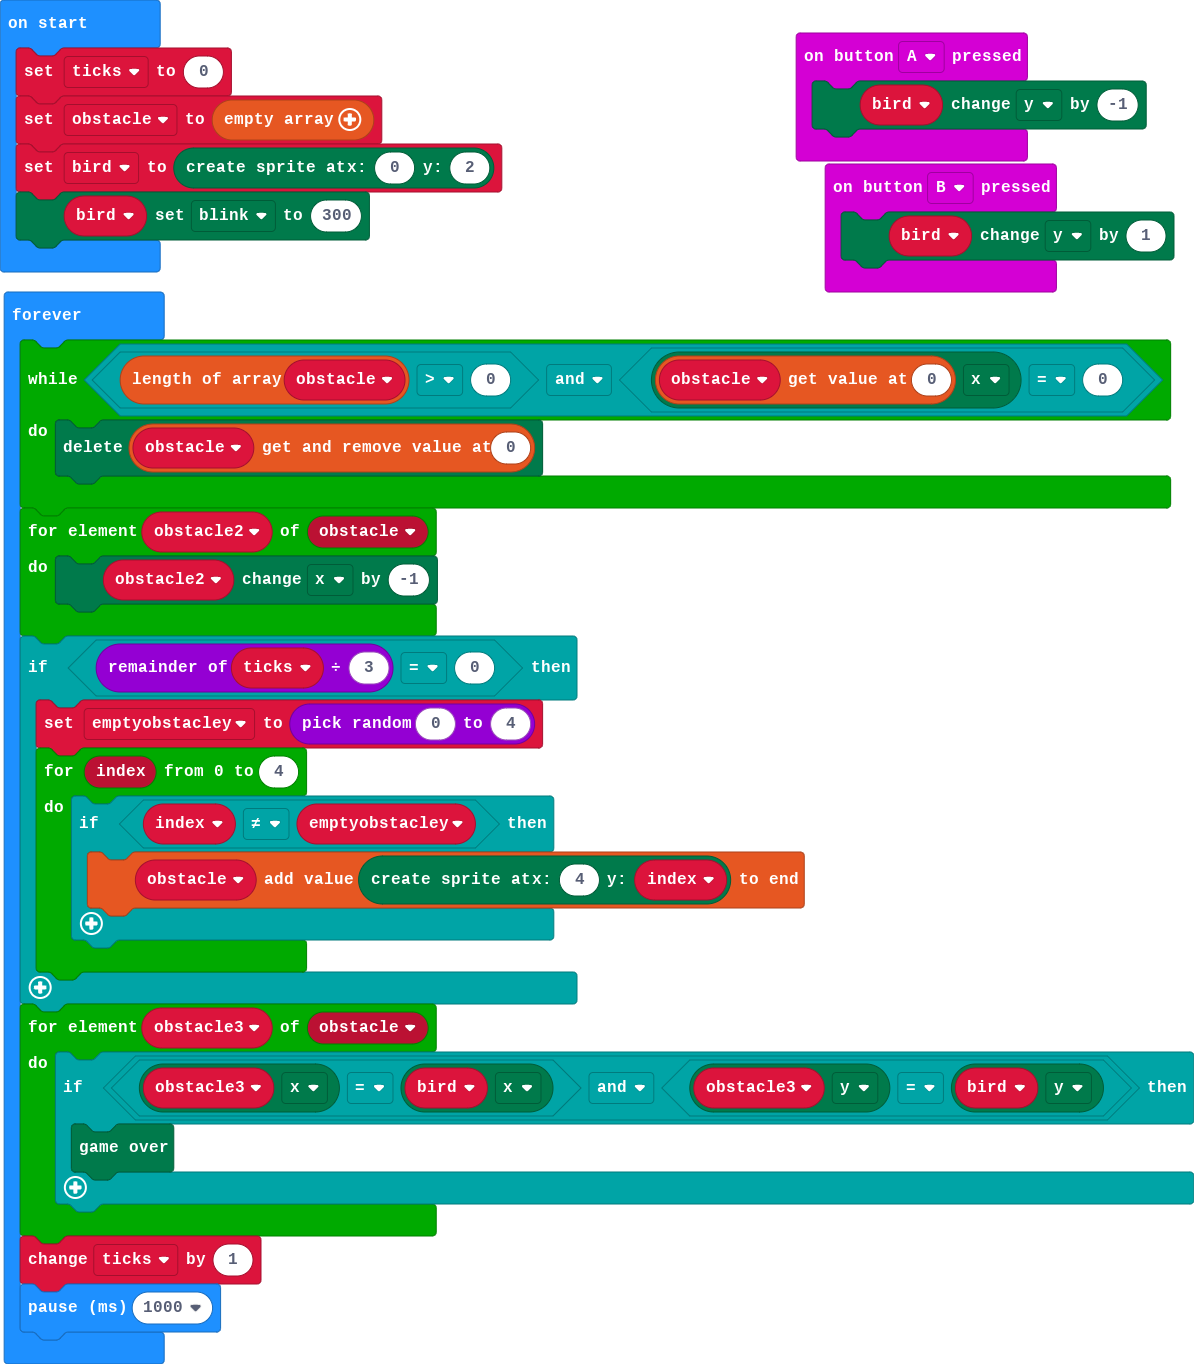 on start
set ticks to 0
set obstacle to empty array
set bird to create sprite atx: 0 y: 2
bird set blink to 300
on button A pressed
bird change y by -1
on button B pressed
bird change y by 1
forever
while length of array obstacle > 0 and obstacle get value at 0 x = 0
do delete obstacle get and remove value at 0
for element obstacle2 of obstacle
do obstacle2 change x by -1
if remainder of ticks ÷ 3 = 0 then
set emptyobstacley to pick random 0 to 4
for index from 0 to 4
do if index ≠ emptyobstacley then
obstacle add value create sprite atx: 4 y: index to end
for element obstacle3 of obstacle
do if obstacle3 x = bird x and obstacle3 y = bird y then
game over
change ticks by 1
pause (ms) 1000